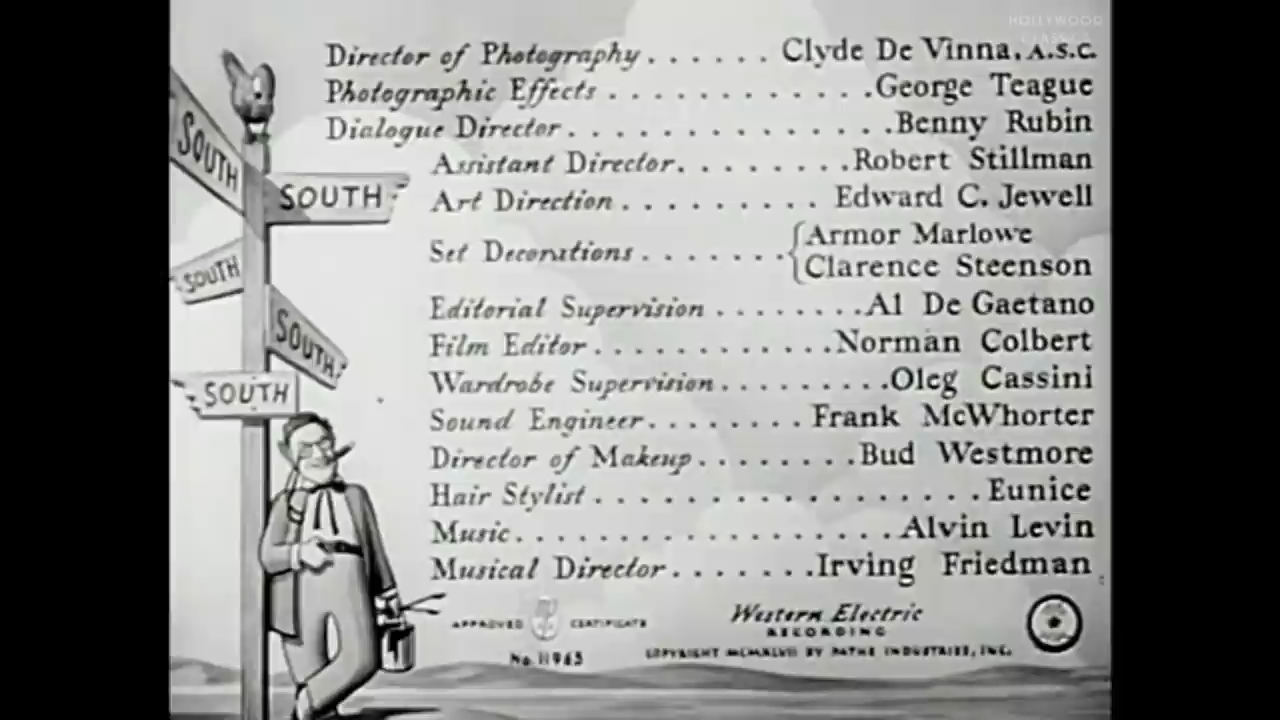 HOLLYWOOD
CLASSICS
Director of Photography . . . . . . Clyde De Vinna, A.S.C.
Photographic Effects . . . . . . . . . . . . .George Teague
Dialogue Director. . . . . . . . . . . . . . .Benny Rubin
Assistant Director. . . . . . . .Robert Stillman
Art Direction . . . . . . . . . Edward C. Jewell
Set Decorations . . . . . . .{Armor Marlowe
Clarence Steenson
Editorial Supervision . . . . . . . .Al De Gaetano
Film Editor . . . . . . . . . . . .Norman Colbert
Wardrobe Supervision. . . . . . . . .Oleg Cassini
Sound Engineer. . . . . . . . Frank McWhorter
Director of Makeup. . . . . . . .Bud Westmore
Hair Stylist . . . . . . . . . . . . . . . . . .Eunice
Music. . . . . . . . . . . . . . . . . .Alvin Levin
Musical Director. . . . . . .Irving Friedman
SOUTH
SOUTH
SOUTH
SOUTH
SOUTH
APPROVED CERTIFICATE
No. 11965
Western Electric
RECORDING
COPYRIGHT MCMXLVII BY PATHE INDUSTRIES, INC.